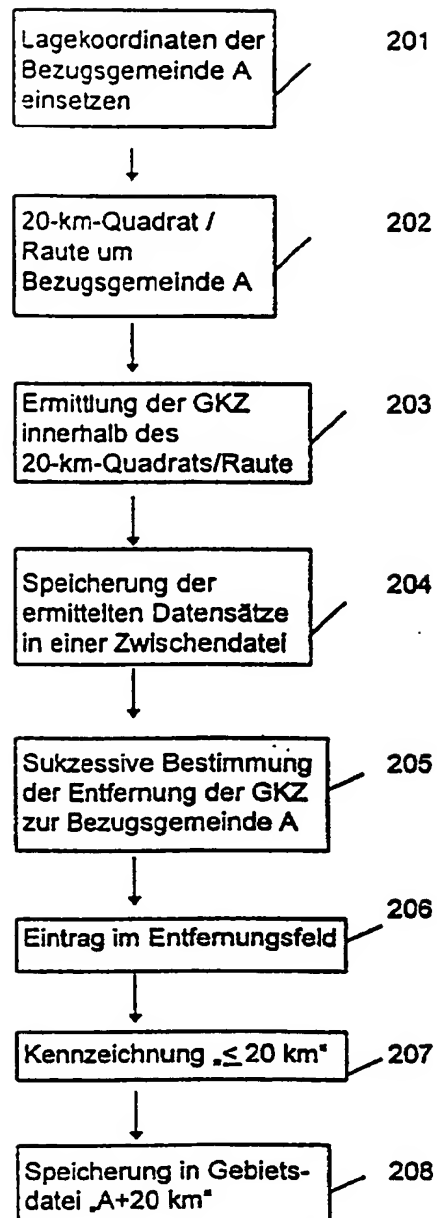 Lagekoordinaten der
Bezugsgemeinde A
einsetzen
201
20-km-Quadrat /
Raute um
Bezugsgemeinde A
202
Ermittlung der GKZ
innerhalb des
20-km-Quadrats/Raute
203
Speicherung der
ermittelten Datensätze
in einer Zwischendatei
204
Sukzessive Bestimmung
der Entfernung der GKZ
zur Bezugsgemeinde A
205
206
Eintrag im Entfernungsfeld
Kennzeichnung „≤ 20 km“
207
Speicherung in Gebiets-
datei „A+20 km“
208